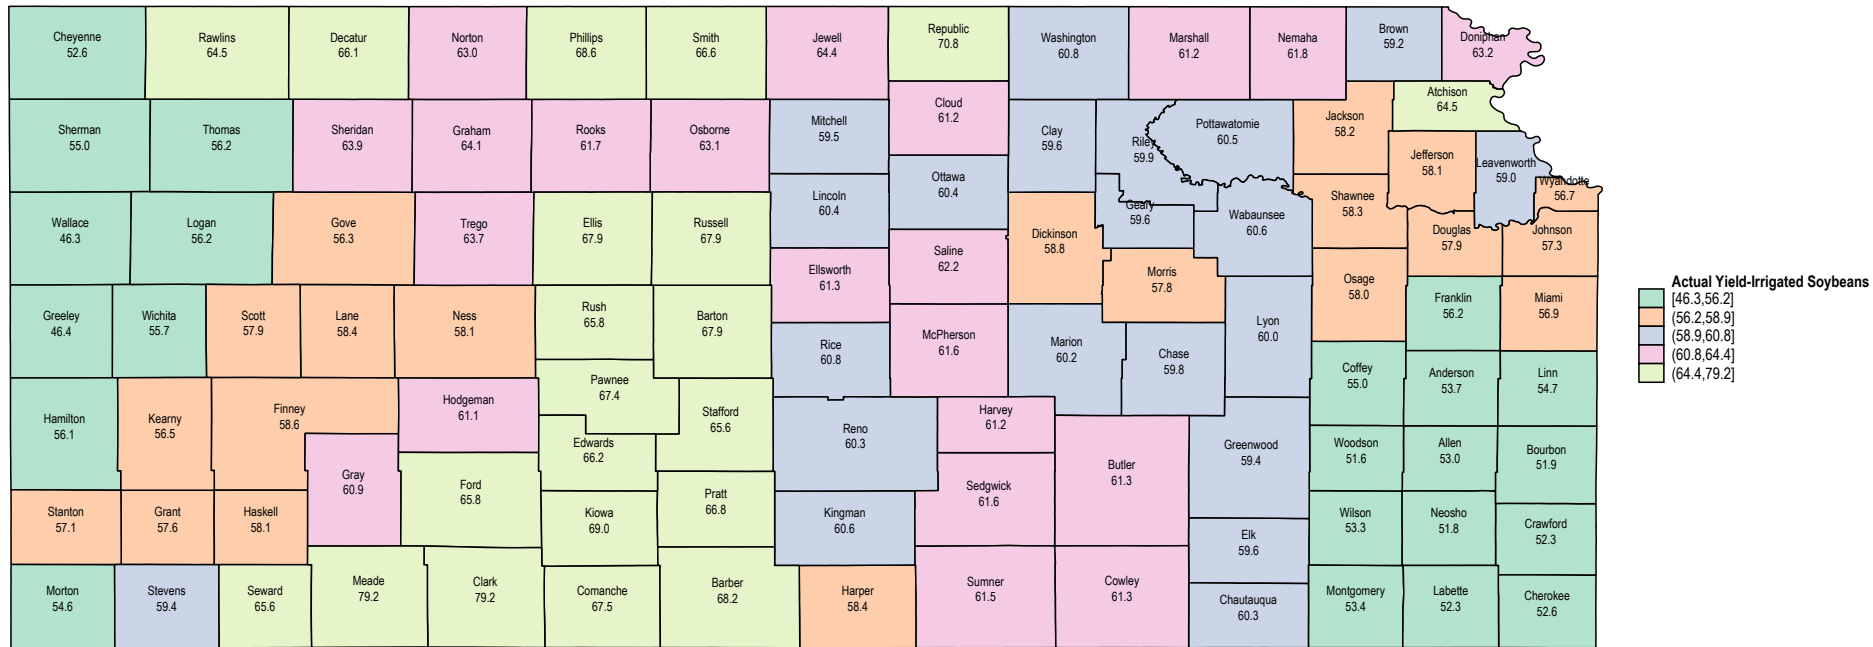 Cheyenne
52.6
Rawlins
64.5
Decatur
66.1
Norton
63.0
Phillips
68.6
Smith
66.6
Jewell
64.4
Republic
70.8
Washington
60.8
Marshall
61.2
Nemaha
61.8
Brown
59.2
Doniphan
63.2
Sherman
55.0
Thomas
56.2
Sheridan
63.9
Graham
64.1
Rooks
61.7
Osborne
63.1
Mitchell
59.5
Cloud
61.2
Clay
59.6
Riley
59.9
Pottawatomie
60.5
Jackson
58.2
Atchison
64.5
Jefferson
58.1
Leavenworth
59.0
Wyandotte
56.7
Wallace
46.3
Logan
56.2
Gove
56.3
Trego
63.7
Ellis
67.9
Russell
67.9
Lincoln
60.4
Ottawa
60.4
Dickinson
58.8
Geary
59.6
Wabaunsee
60.6
Shawnee
58.3
Douglas
57.9
Johnson
57.3
Ellsworth
61.3
Saline
62.2
Morris
57.8
Osage
58.0
Franklin
56.2
Miami
56.9
Greeley
46.4
Wichita
55.7
Scott
57.9
Lane
58.4
Ness
58.1
Rush
65.8
Barton
67.9
Rice
60.8
McPherson
61.6
Marion
60.2
Chase
59.8
Lyon
60.0
Coffey
55.0
Anderson
53.7
Linn
54.7
Hamilton
56.1
Kearny
56.5
Finney
58.6
Hodgeman
61.1
Pawnee
67.4
Stafford
65.6
Edwards
66.2
Reno
60.3
Harvey
61.2
Butler
61.3
Greenwood
59.4
Woodson
51.6
Allen
53.0
Bourbon
51.9
Gray
60.9
Ford
65.8
Kiowa
69.0
Pratt
66.8
Kingman
60.6
Sedgwick
61.6
Elk
59.6
Wilson
53.3
Neosho
51.8
Crawford
52.3
Stanton
57.1
Grant
57.6
Haskell
58.1
Morton
54.6
Stevens
59.4
Seward
65.6
Meade
79.2
Clark
79.2
Comanche
67.5
Barber
68.2
Harper
58.4
Sumner
61.5
Cowley
61.3
Chautauqua
60.3
Montgomery
53.4
Labette
52.3
Cherokee
52.6
Actual Yield-Irrigated Soybeans
[46.3,56.2]
(56.2,58.9]
(58.9,60.8]
(60.8,64.4]
(64.4,79.2]